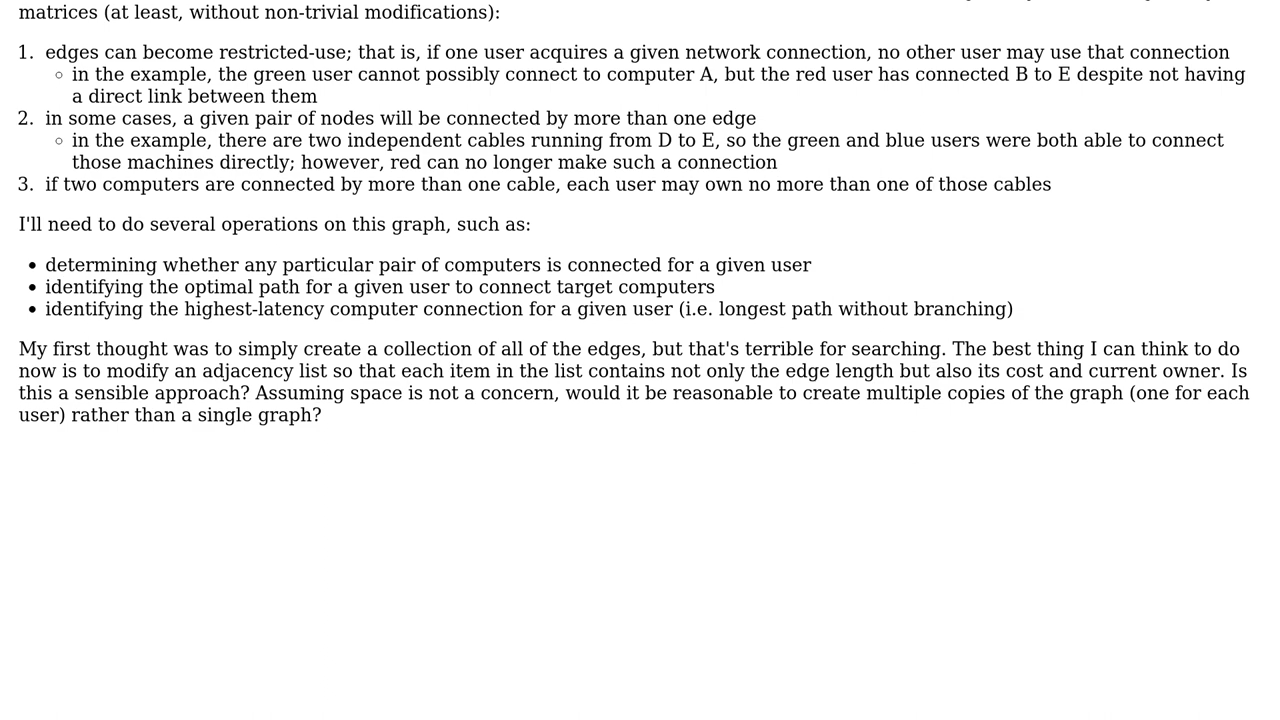 matrices (at least, without non-trivial modifications):
1. edges can become restricted-use; that is, if one user acquires a given network connection, no other user may use that connection
◦ in the example, the green user cannot possibly connect to computer A, but the red user has connected B to E despite not having
a direct link between them
2. in some cases, a given pair of nodes will be connected by more than one edge
◦ in the example, there are two independent cables running from D to E, so the green and blue users were both able to connect
those machines directly; however, red can no longer make such a connection
3. if two computers are connected by more than one cable, each user may own no more than one of those cables
I'll need to do several operations on this graph, such as:
• determining whether any particular pair of computers is connected for a given user
• identifying the optimal path for a given user to connect target computers
• identifying the highest-latency computer connection for a given user (i.e. longest path without branching)
My first thought was to simply create a collection of all of the edges, but that's terrible for searching. The best thing I can think to do
now is to modify an adjacency list so that each item in the list contains not only the edge length but also its cost and current owner. Is
this a sensible approach? Assuming space is not a concern, would it be reasonable to create multiple copies of the graph (one for each
user) rather than a single graph?